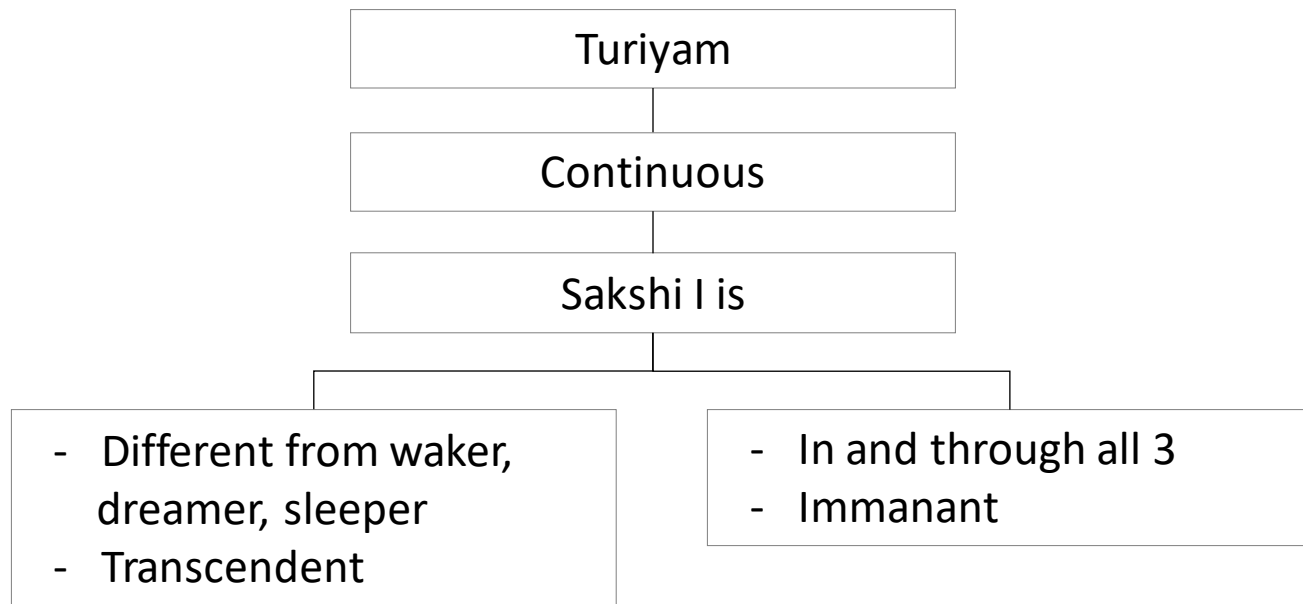 Turiyam
Continuous
Sakshi I is
- Different from waker,
dreamer, sleeper
- Transcendent
- In and through all 3
- Immanant